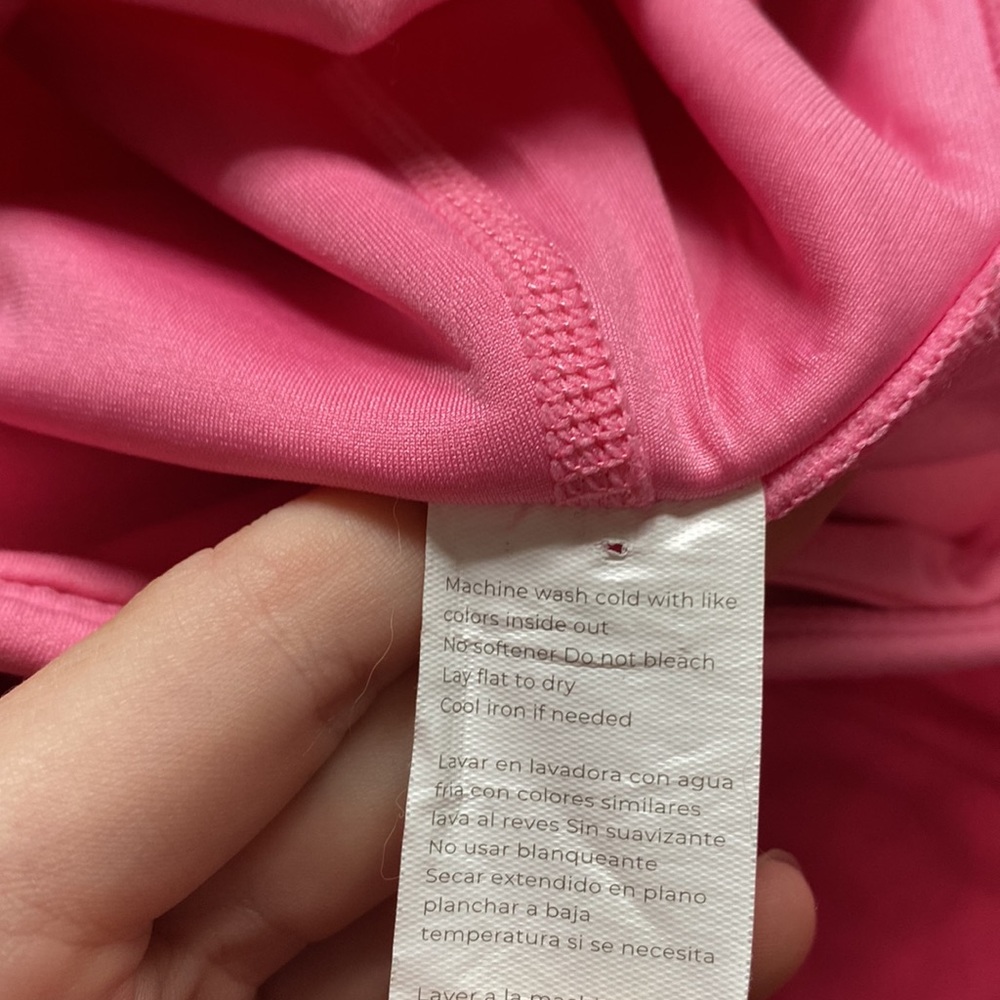 Machine wash cold with like
colors inside out
No softener Do not bleach
Lay flat to dry
Cool iron if needed
Lavar en lavadora con agua
fria con colores similares
lava al reves Sin suavizante
No usar blanqueante
Secar extendido en plano
planchar a baja
temperatura si se necesita
Laver a la